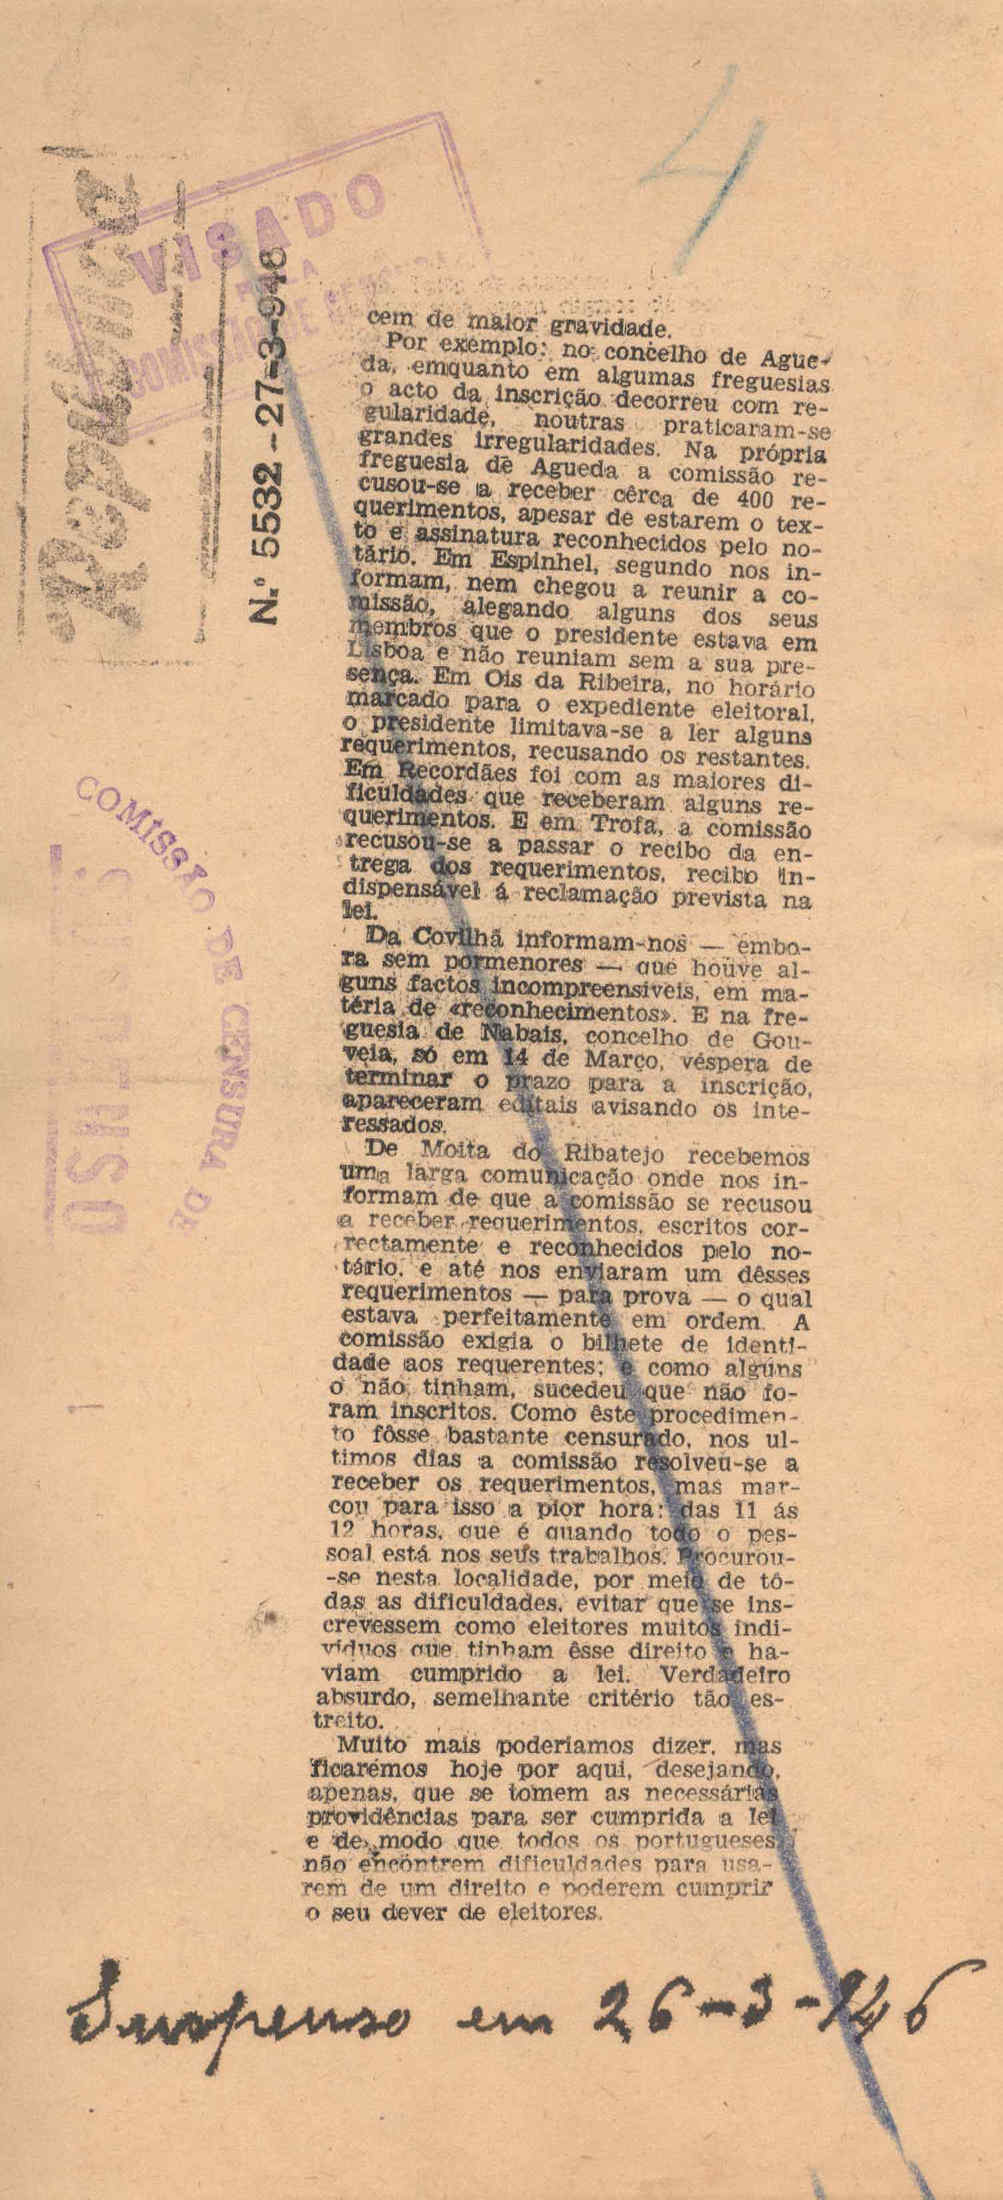 4
República
N.º 5532-27-3-946
VISADO
PELA
COMISSÃO DE CENSURA
cem de maior gravidade.
Por exemplo: no concelho de Ague-
da, emquanto em algumas freguesias
o acto da inscrição decorreu com re-
gularidade, noutras praticaram-se
grandes irregularidades. Na própria
freguesia de Agueda a comissão re-
cusou-se a receber cêrca de 400 re-
querimentos, apesar de estarem o tex-
to e assinatura reconhecidos pelo no-
tário. Em Espinhel, segundo nos in-
formam, nem chegou a reunir a co-
missão, alegando alguns dos seus
membros que o presidente estava em
Lisboa e não reuniam sem a sua pre-
sença. Em Ois da Ribeira, no horário
marcado para o expediente eleitoral,
o presidente limitava-se a ler alguns
requerimentos, recusando os restantes.
Em Recordães foi com as maiores di-
ficuldades que receberam alguns re-
querimentos. E em Trofa, a comissão
recusou-se a passar o recibo da en-
trega dos requerimentos, recibo in-
dispensável á reclamação prevista na
lei.
Da Covilhã informam-nos — embo-
ra sem pormenores — que houve al-
guns factos incompreensiveis, em ma-
téria de «reconhecimentos». E na fre-
guesia de Nabais, concelho de Gou-
veia, só em 14 de Março, véspera de
terminar o prazo para a inscrição,
apareceram editais avisando os inte-
ressados.
De Moita do Ribatejo recebemos
uma larga comunicação onde nos in-
formam de que a comissão se recusou
a receber requerimentos, escritos cor-
rectamente e reconhecidos pelo no-
tário, e até nos enviaram um dêsses
requerimentos — para prova — o qual
estava perfeitamente em ordem. A
comissão exigia o bilhete de identi-
dade aos requerentes; e como alguns
o não tinham, sucedeu que não fo-
ram inscritos. Como êste procedimen-
to fôsse bastante censurado, nos ul-
timos dias a comissão resolveu-se a
receber os requerimentos, mas mar-
cou para isso a pior hora: das 11 ás
12 horas, que é quando todo o pes-
soal está nos seus trabalhos. Procurou-
-se nesta localidade, por meio de tô-
das as dificuldades, evitar que se ins-
crevessem como eleitores muitos indi-
viduos que tinham êsse direito e ha-
viam cumprido a lei. Verdadeiro
absurdo, semelhante critério tão es-
treito.
Muito mais poderiamos dizer, mas
ficarémos hoje por aqui, desejando,
apenas, que se tomem as necessárias
providências para ser cumprida a lei
e de modo que todos os portugueses
não encontrem dificuldades para usa-
rem de um direito e poderem cumprir
o seu dever de eleitores.
COMISSÃO DE CENSURA DE
Suspenso em 26-3-946